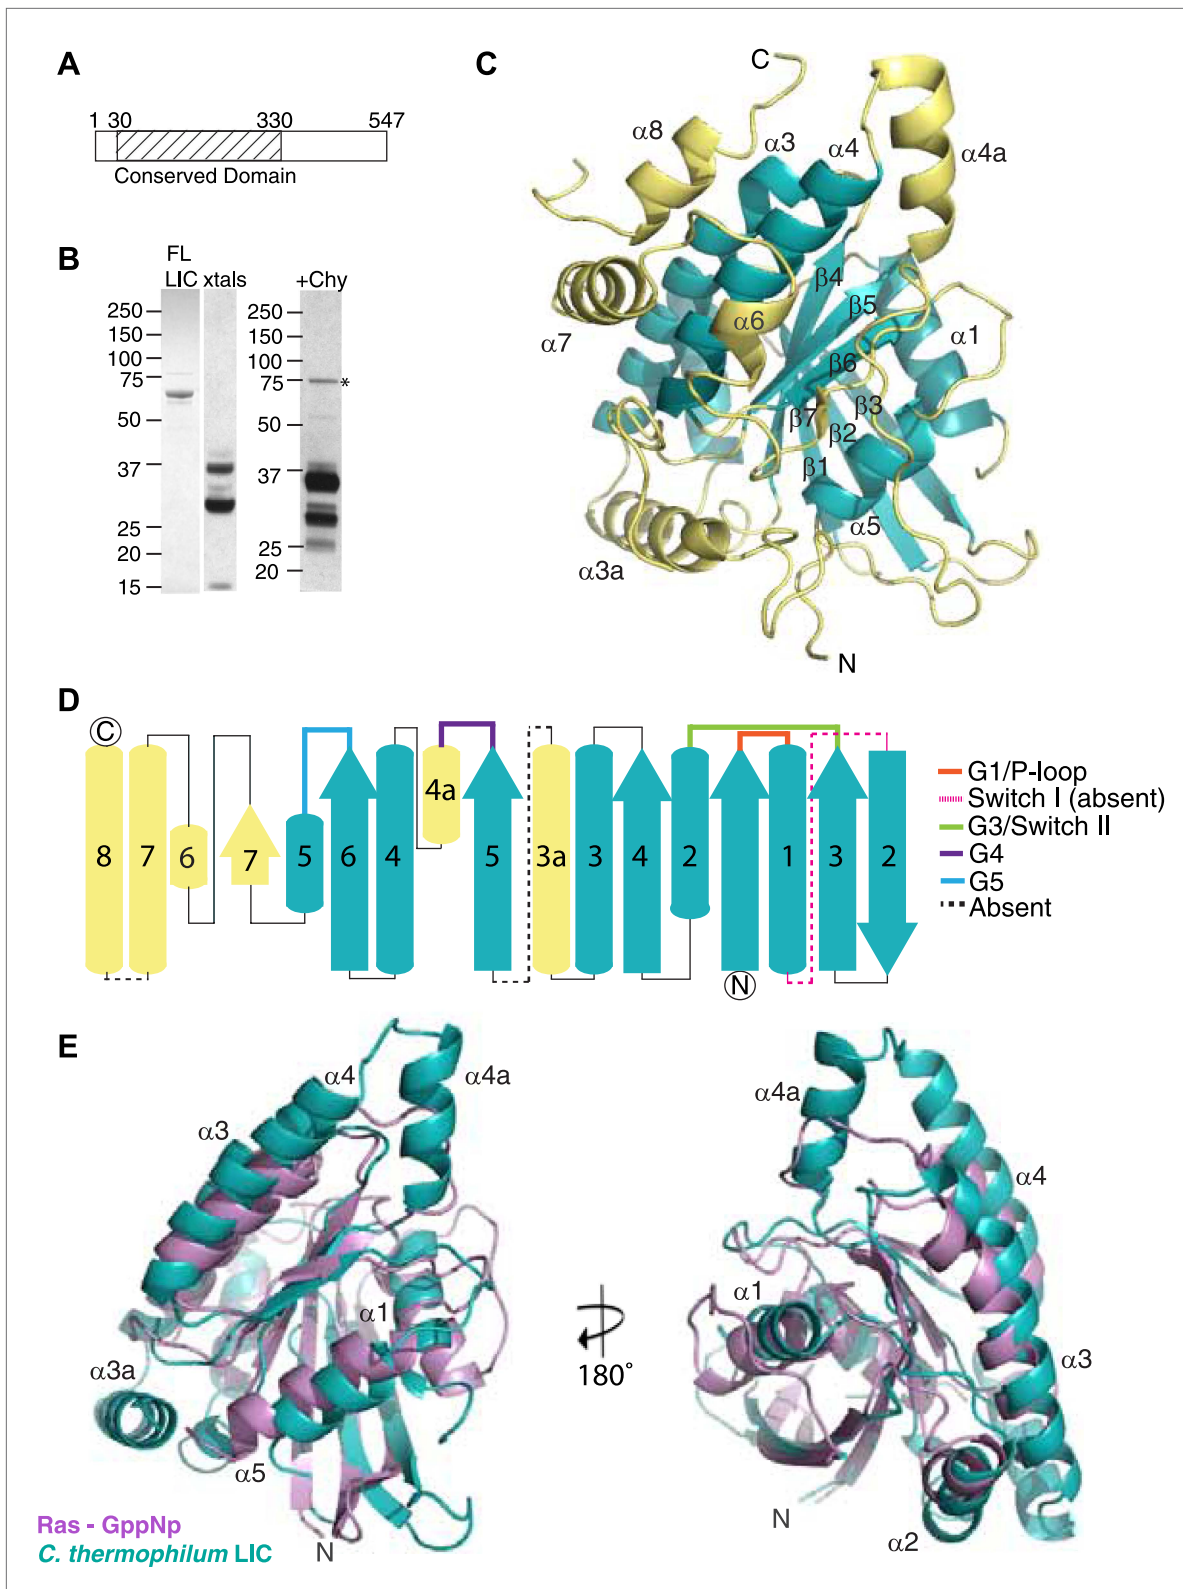 A
1 30 330 547
Conserved Domain
B
FL
LIC xtals
+Chy
250
150
100
75
50
37
25
20
15
250
150
100
75
*
50
37
25
20
C
C
α8
α3
α4
α4a
β4
β5
α7
α6
α1
β6
β3
β7
β2
β1
α5
α3a
N
D
C
8 7 6 7 5 6 4 4a 5 3a 3 4 2 1 3 2
N
G1/P-loop
Switch I (absent)
G3/Switch II
G4
G5
Absent
E
α4
α4a
α3
α1
α3a
α5
N
180°
α4a
α4
α1
α3
N
α2
Ras - GppNp
C. thermophilum LIC